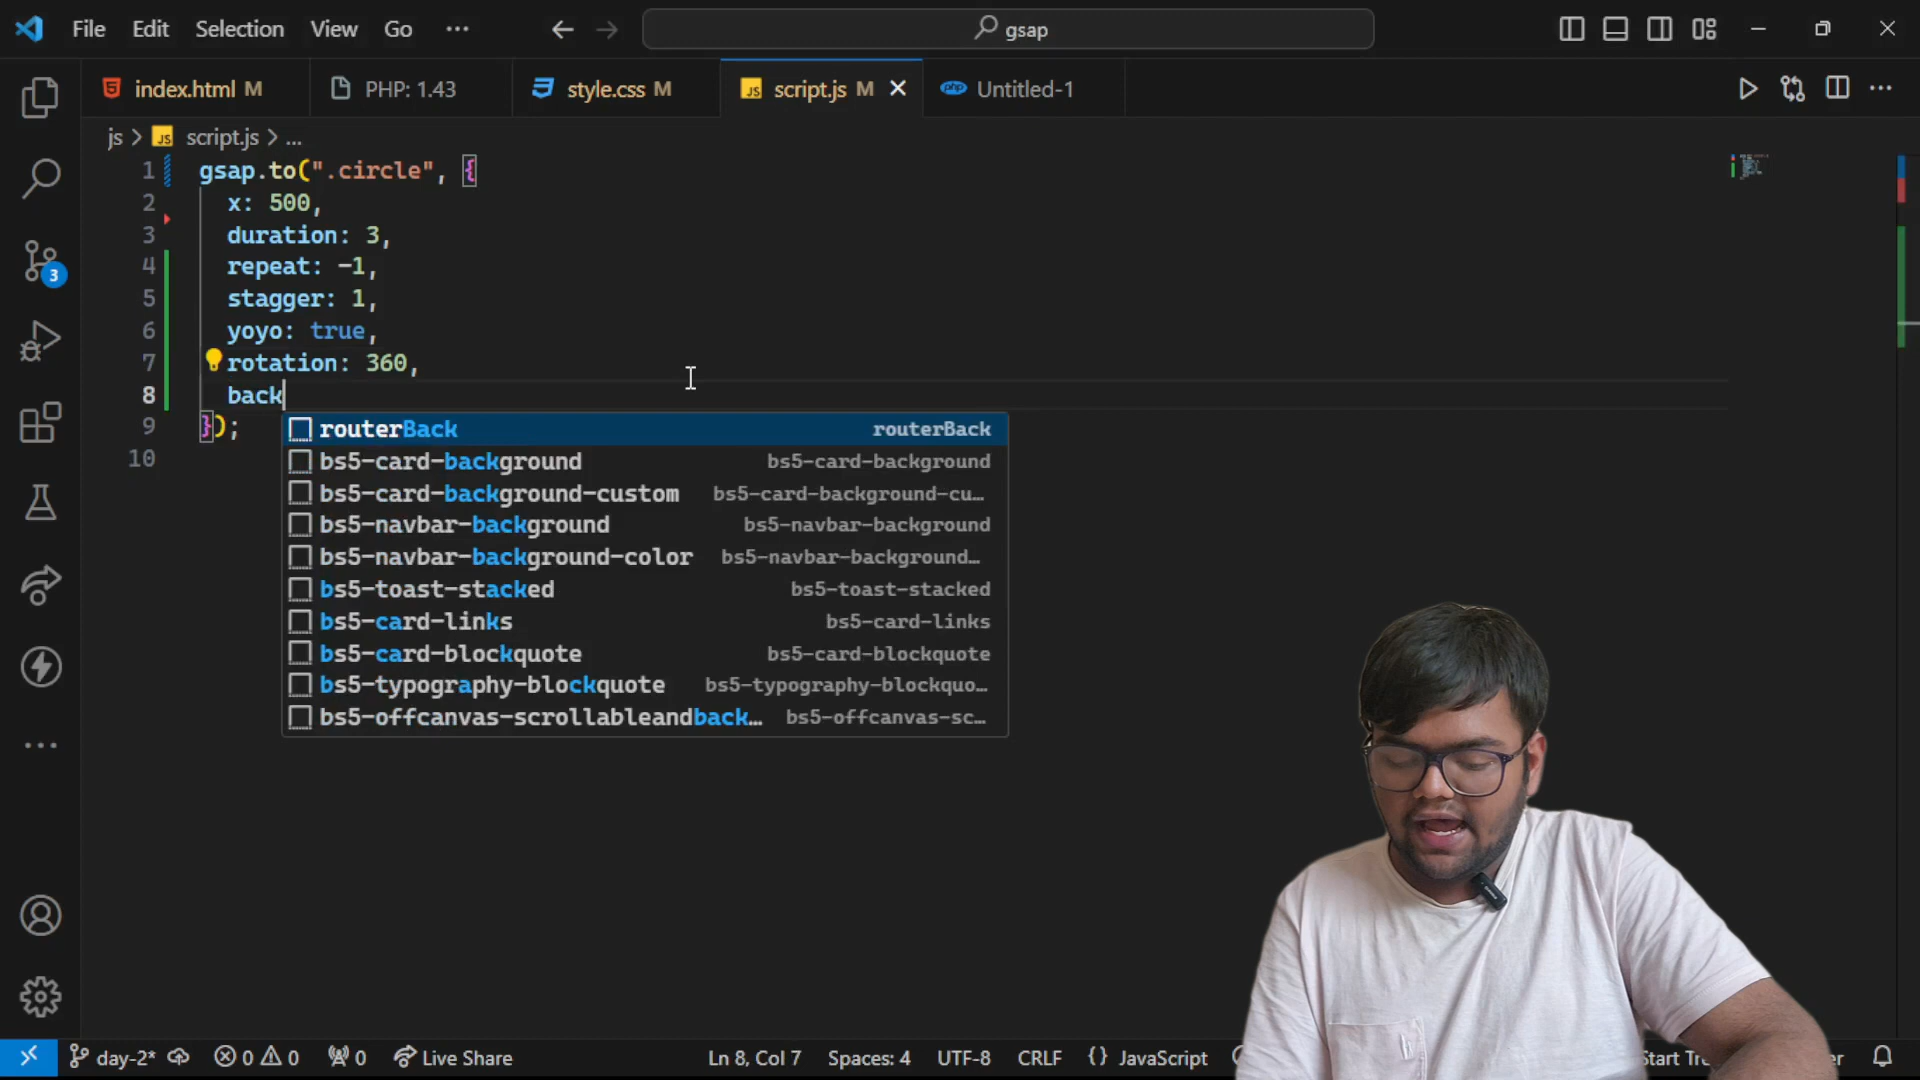 File Edit Selection View Go ··· gsap
index.html M PHP: 1.43 style.css M script.js M Untitled-1
js > JS script.js > ...
1 gsap.to(".circle", {
2 x: 500,
3 duration: 3,
4 repeat: -1,
5 stagger: 1,
6 yoyo: true,
7 rotation: 360,
8 back
9 });
10
routerBack routerBack
bs5-card-background bs5-card-background
bs5-card-background-custom bs5-card-background-cu…
bs5-navbar-background bs5-navbar-background
bs5-navbar-background-color bs5-navbar-background…
bs5-toast-stacked bs5-toast-stacked
bs5-card-links bs5-card-links
bs5-card-blockquote bs5-card-blockquote
bs5-typography-blockquote bs5-typography-blockquo…
bs5-offcanvas-scrollableandback… bs5-offcanvas-sc…
3
day-2* 0 0 0 Live Share Ln 8, Col 7 Spaces: 4 UTF-8 CRLF {} JavaScript